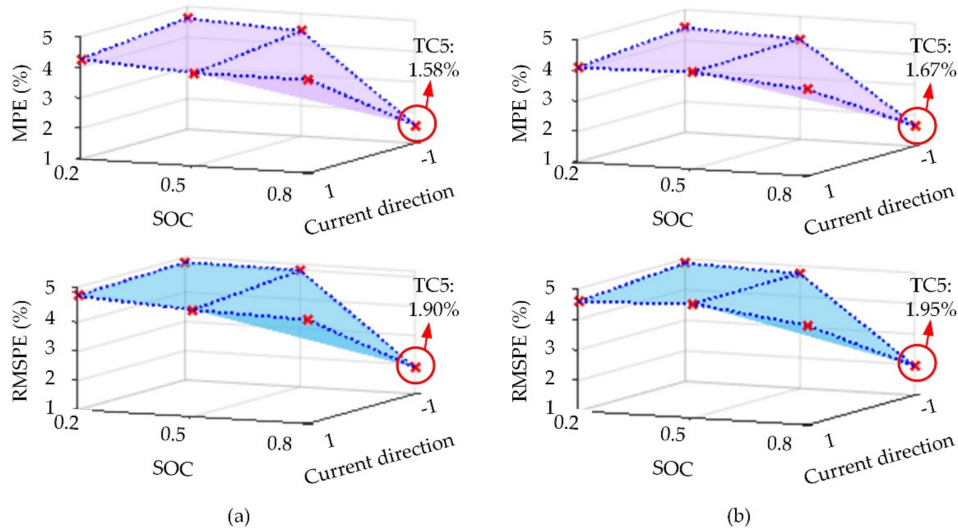 5
4
3
2
1
MPE (%)
0.2
0.5
0.8
SOC
1
-1
Current direction
TC5:
1.58%
5
4
3
2
1
MPE (%)
0.2
0.5
0.8
SOC
1
-1
Current direction
TC5:
1.67%
5
4
3
2
1
RMSPE (%)
0.2
0.5
0.8
SOC
1
-1
Current direction
TC5:
1.90%
5
4
3
2
1
RMSPE (%)
0.2
0.5
0.8
SOC
1
-1
Current direction
TC5:
1.95%
(a)
(b)